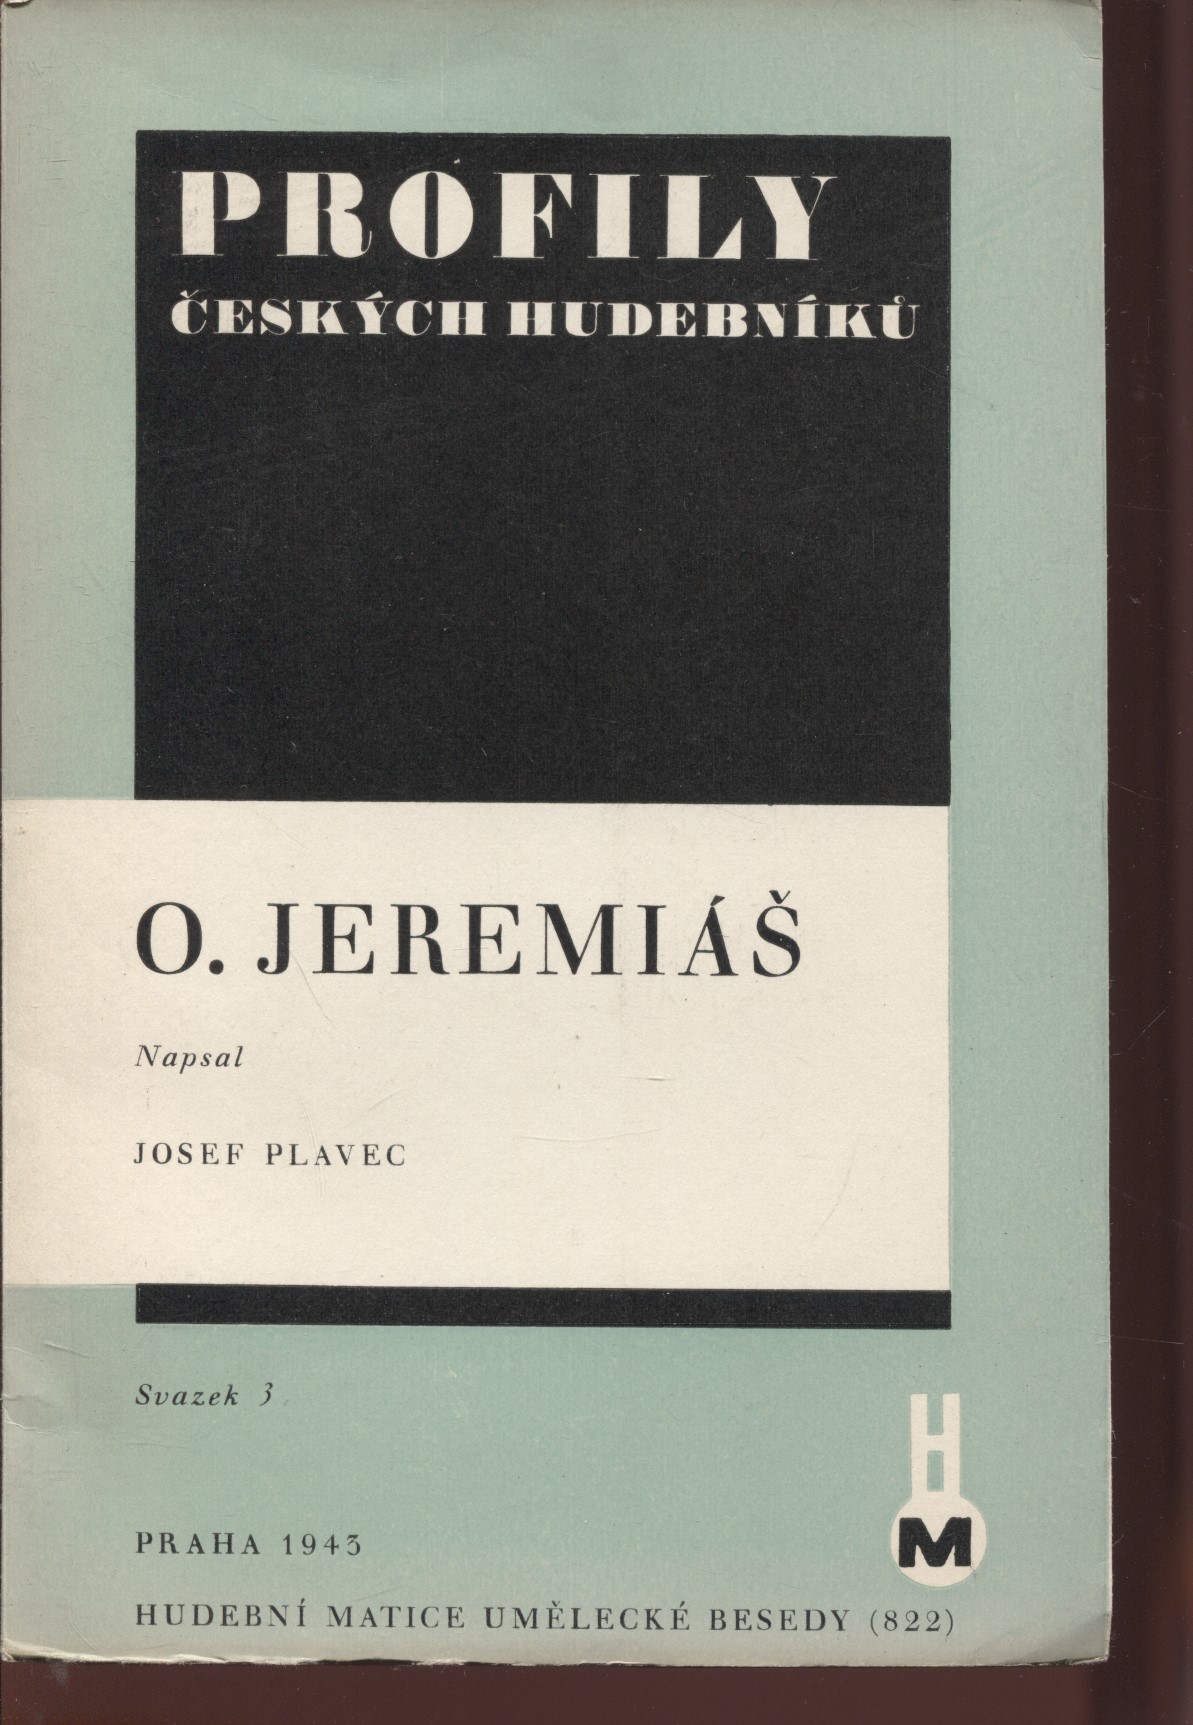 PROFILY
ČESKÝCH HUDEBNÍKŮ
O. JEREMIÁŠ
Napsal
JOSEF PLAVEC
Svazek 3
H
M
PRAHA 1943
HUDEBNÍ MATICE UMĚLECKÉ BESEDY (822)